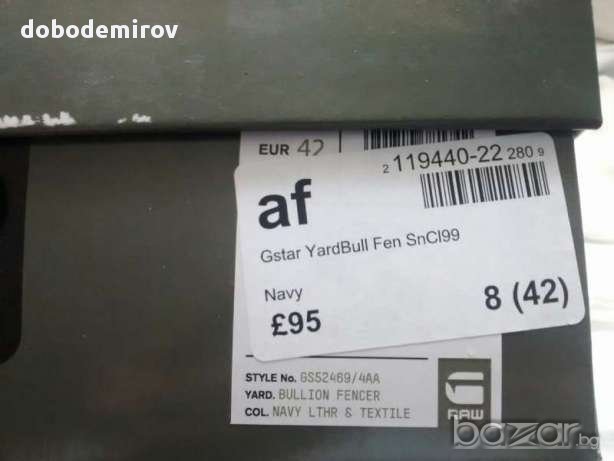 dobodemirov
EUR 42
2 119440-22 280 9
af
Gstar YardBull Fen SnCl99
Navy
8 (42)
£95
STYLE No. GS52469/4AA
YARD. BULLION FENCER
COL. NAVY LTHR & TEXTILE
RAW
bazar.bg